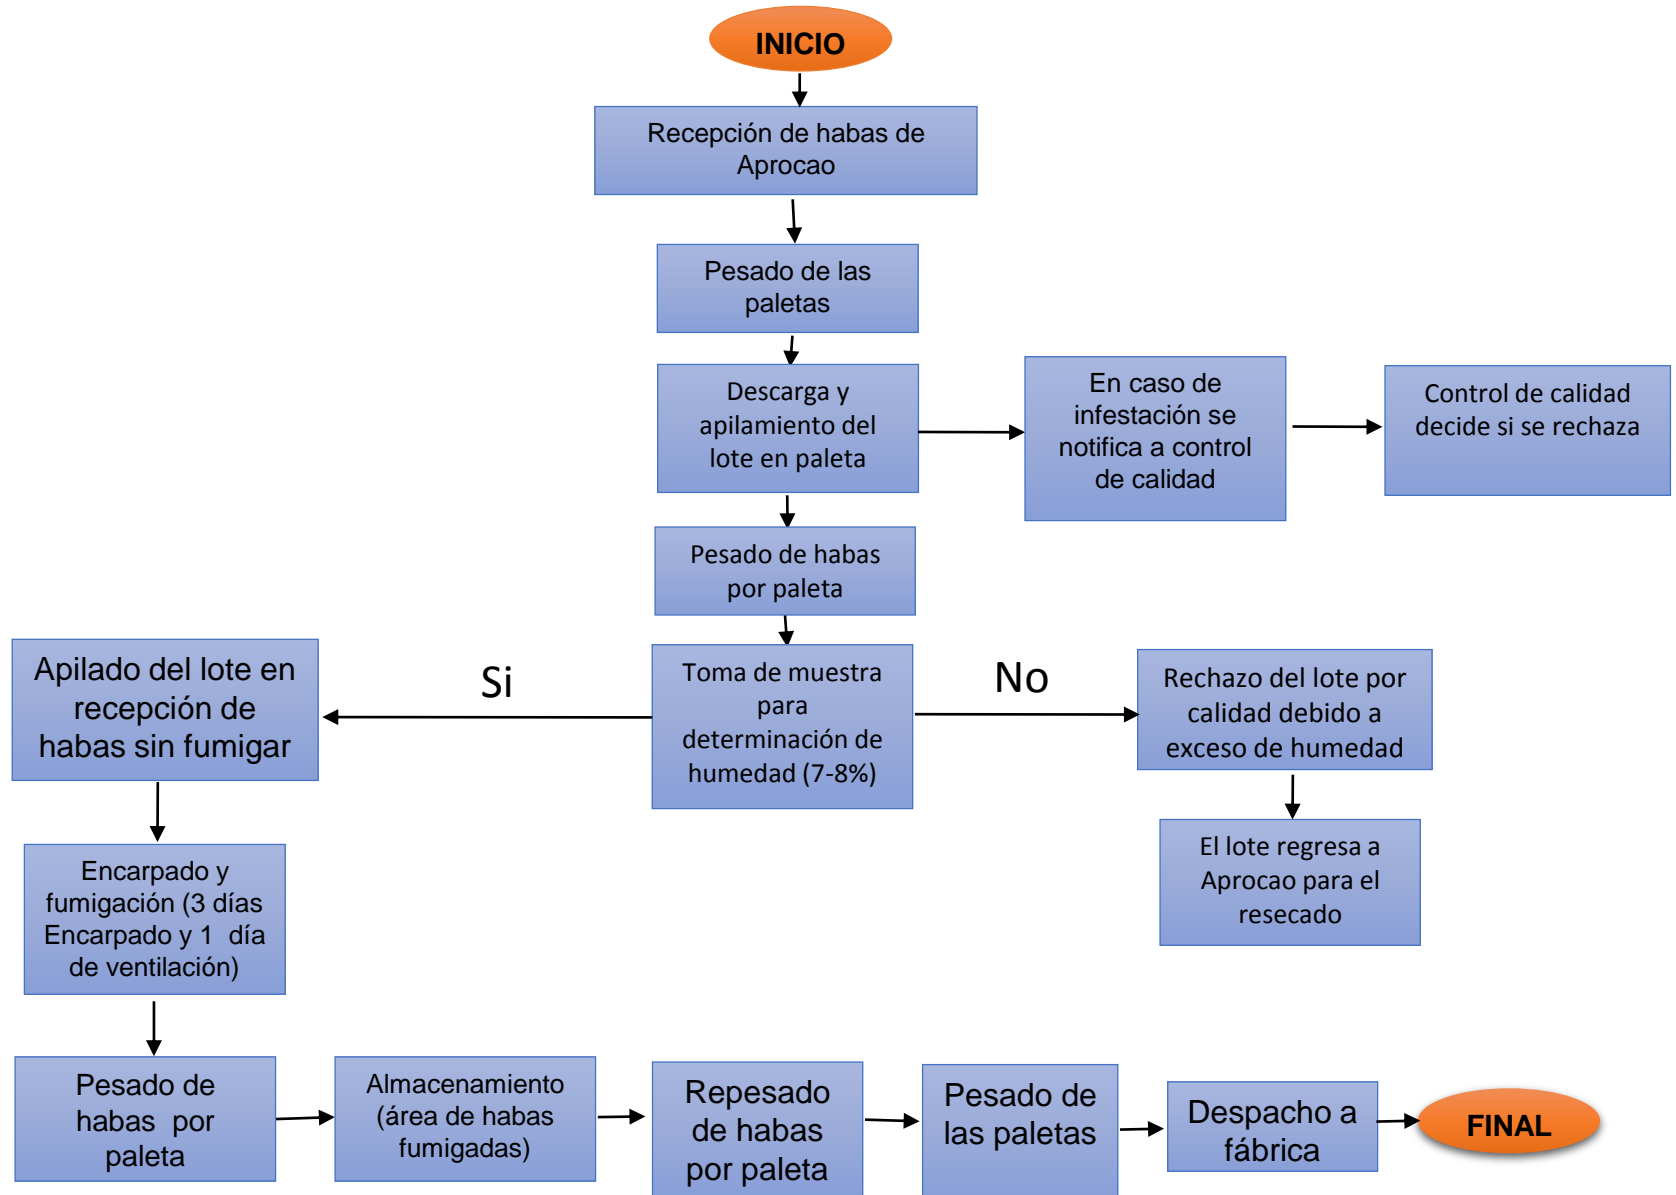 INICIO
Recepción de habas de
Aprocao
Pesado de las
paletas
Descarga y
apilamiento del
lote en paleta
En caso de
infestación se
notifica a control
de calidad
Control de calidad
decide si se rechaza
Pesado de habas
por paleta
Apilado del lote en
recepción de
habas sin fumigar
Si
Toma de muestra
para
determinación de
humedad (7-8%)
No
Rechazo del lote por
calidad debido a
exceso de humedad
Encarpado y
fumigación (3 días
Encarpado y 1 día
de ventilación)
El lote regresa a
Aprocao para el
resecado
Pesado de
habas por
paleta
Almacenamiento
(área de habas
fumigadas)
Repesado
de habas
por paleta
Pesado de
las paletas
Despacho a
fábrica
FINAL